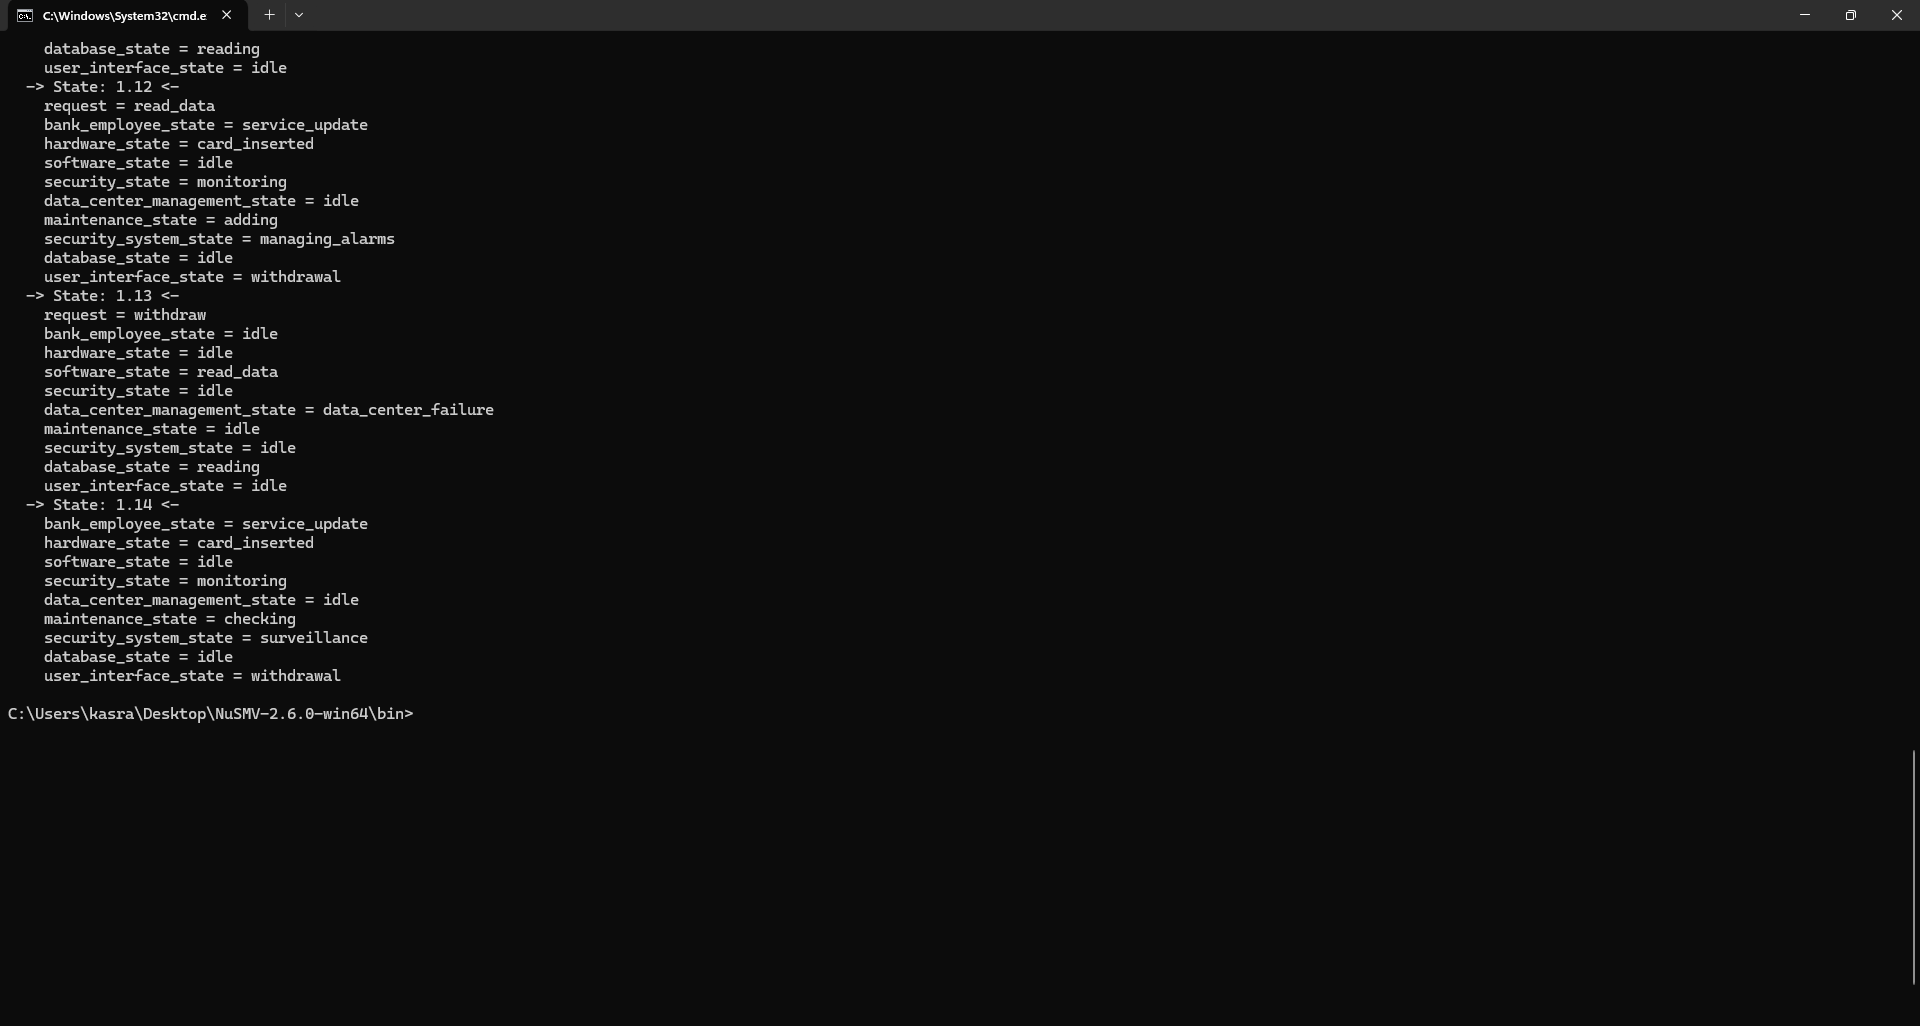 C:\Windows\System32\cmd.e
database_state = reading
user_interface_state = idle
-> State: 1.12 <-
request = read_data
bank_employee_state = service_update
hardware_state = card_inserted
software_state = idle
security_state = monitoring
data_center_management_state = idle
maintenance_state = adding
security_system_state = managing_alarms
database_state = idle
user_interface_state = withdrawal
-> State: 1.13 <-
request = withdraw
bank_employee_state = idle
hardware_state = idle
software_state = read_data
security_state = idle
data_center_management_state = data_center_failure
maintenance_state = idle
security_system_state = idle
database_state = reading
user_interface_state = idle
-> State: 1.14 <-
bank_employee_state = service_update
hardware_state = card_inserted
software_state = idle
security_state = monitoring
data_center_management_state = idle
maintenance_state = checking
security_system_state = surveillance
database_state = idle
user_interface_state = withdrawal
C:\Users\kasra\Desktop\NuSMV-2.6.0-win64\bin>